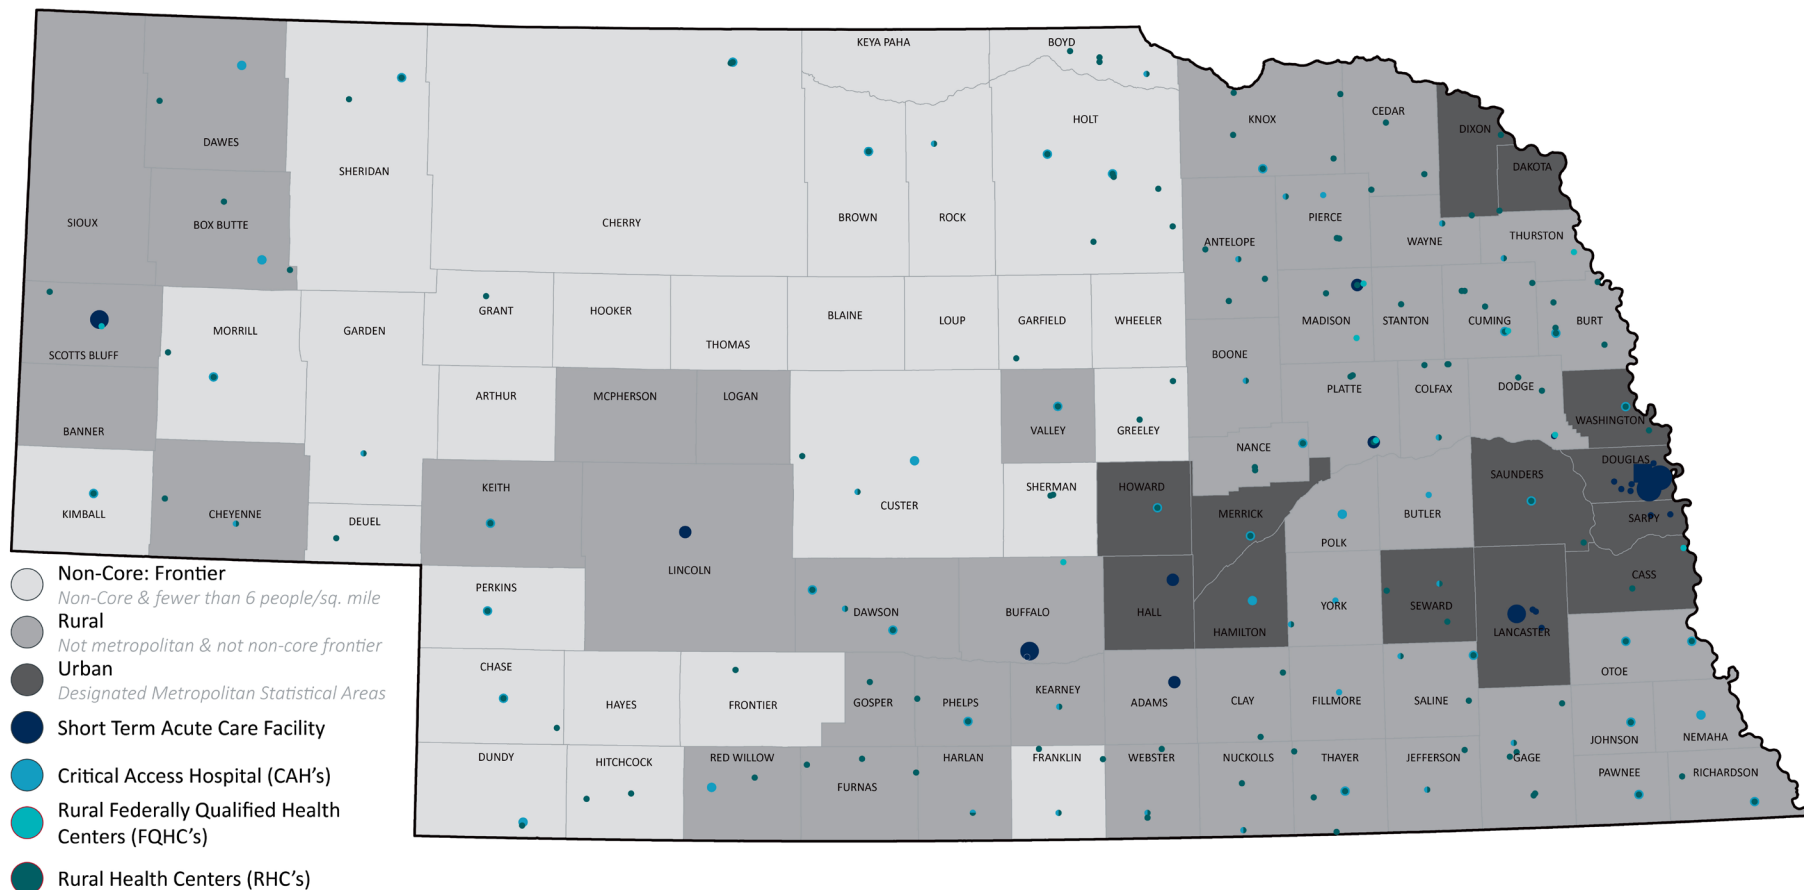 KEYA PAHA
BOYD
DAWES
SHERIDAN
HOLT
KNOX
CEDAR
DIXON
DAKOTA
SIOUX
BOX BUTTE
CHERRY
BROWN
ROCK
ANTELOPE
PIERCE
WAYNE
THURSTON
SCOTTS BLUFF
MORRILL
GARDEN
GRANT
HOOKER
THOMAS
BLAINE
LOUP
GARFIELD
WHEELER
BOONE
MADISON
STANTON
CUMING
BURT
BANNER
ARTHUR
MCPHERSON
LOGAN
VALLEY
GREELEY
NANCE
PLATTE
COLFAX
DODGE
WASHINGTON
KIMBALL
CHEYENNE
DEUEL
KEITH
LINCOLN
CUSTER
SHERMAN
HOWARD
MERRICK
POLK
BUTLER
SAUNDERS
DOUGLAS
SARPY
PERKINS
DAWSON
BUFFALO
HALL
HAMILTON
YORK
SEWARD
LANCASTER
CASS
CHASE
HAYES
FRONTIER
GOSPER
PHELPS
KEARNEY
ADAMS
CLAY
FILLMORE
SALINE
OTOE
DUNDY
HITCHCOCK
RED WILLOW
FURNAS
HARLAN
FRANKLIN
WEBSTER
NUCKOLLS
THAYER
JEFFERSON
GAGE
JOHNSON
NEMAHA
PAWNEE
RICHARDSON
Non-Core: Frontier
Non-Core & fewer than 6 people/sq. mile
Rural
Not metropolitan & not non-core frontier
Urban
Designated Metropolitan Statistical Areas
Short Term Acute Care Facility
Critical Access Hospital (CAH's)
Rural Federally Qualified Health
Centers (FQHC's)
Rural Health Centers (RHC's)